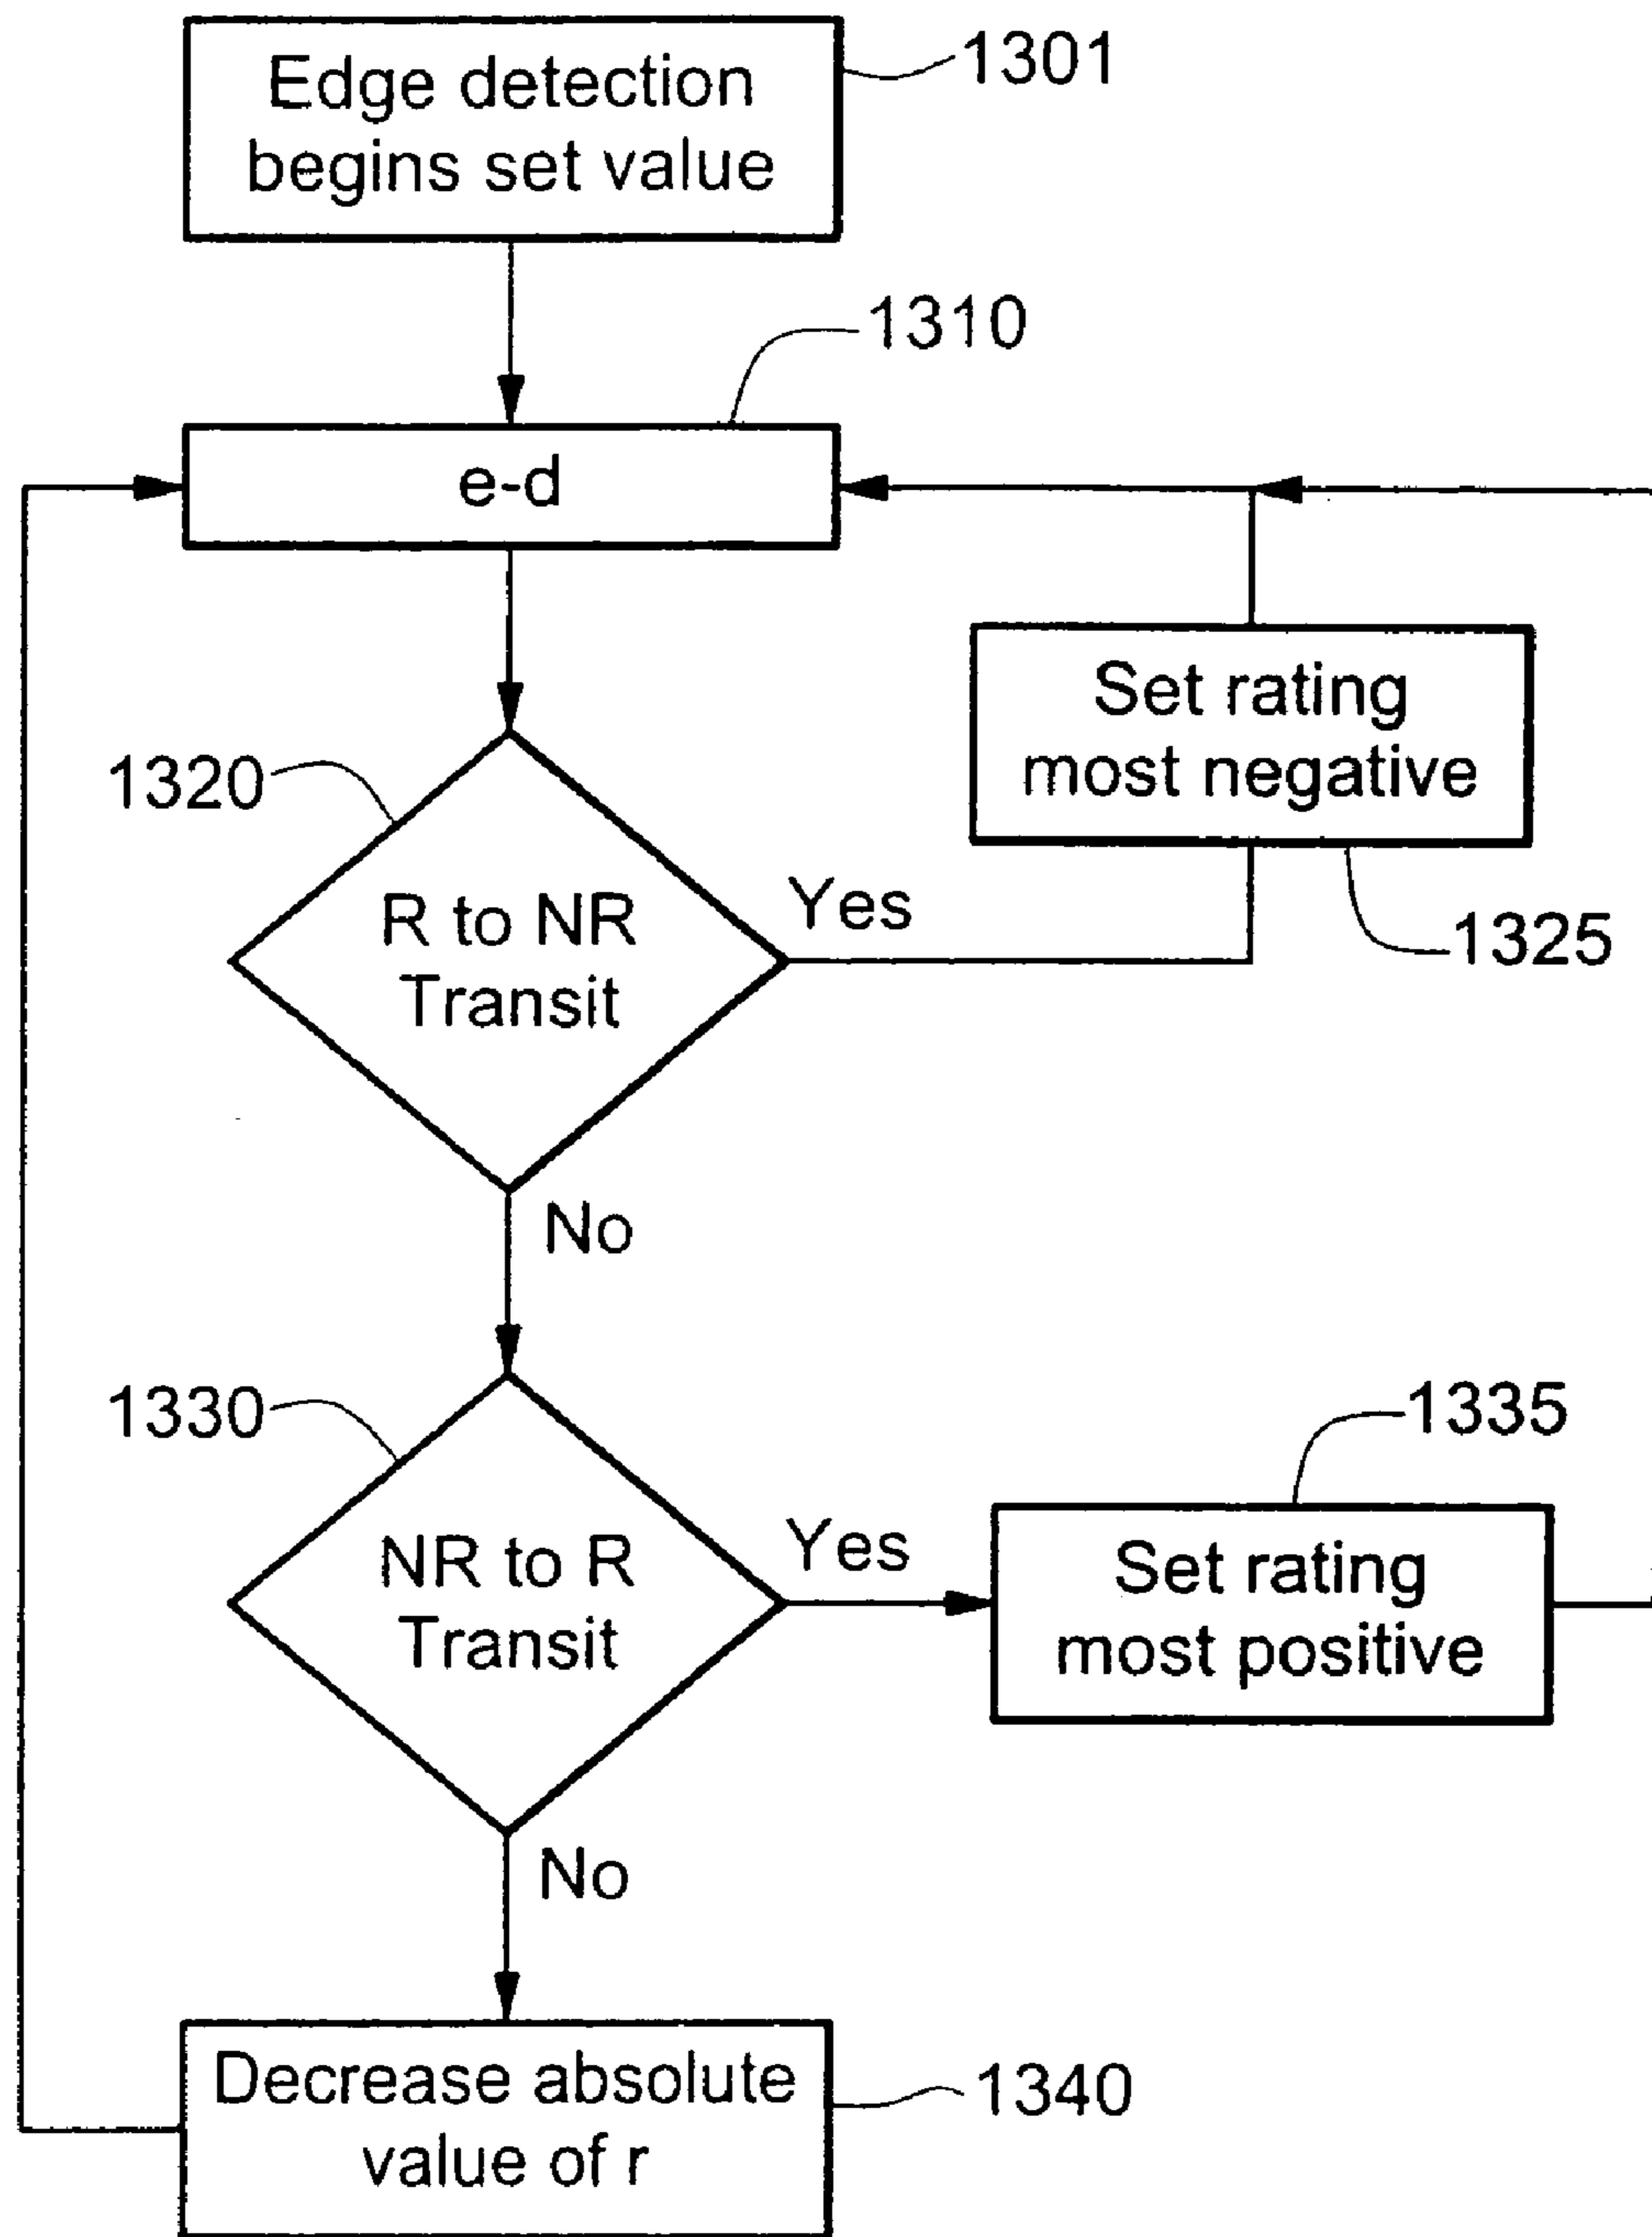 Edge detection
begins set value
1301
1310
e-d
Set rating
most negative
1320
R to NR
Transit
Yes
1325
No
1330
1335
NR to R
Transit
Yes
Set rating
most positive
No
Decrease absolute
value of r
1340